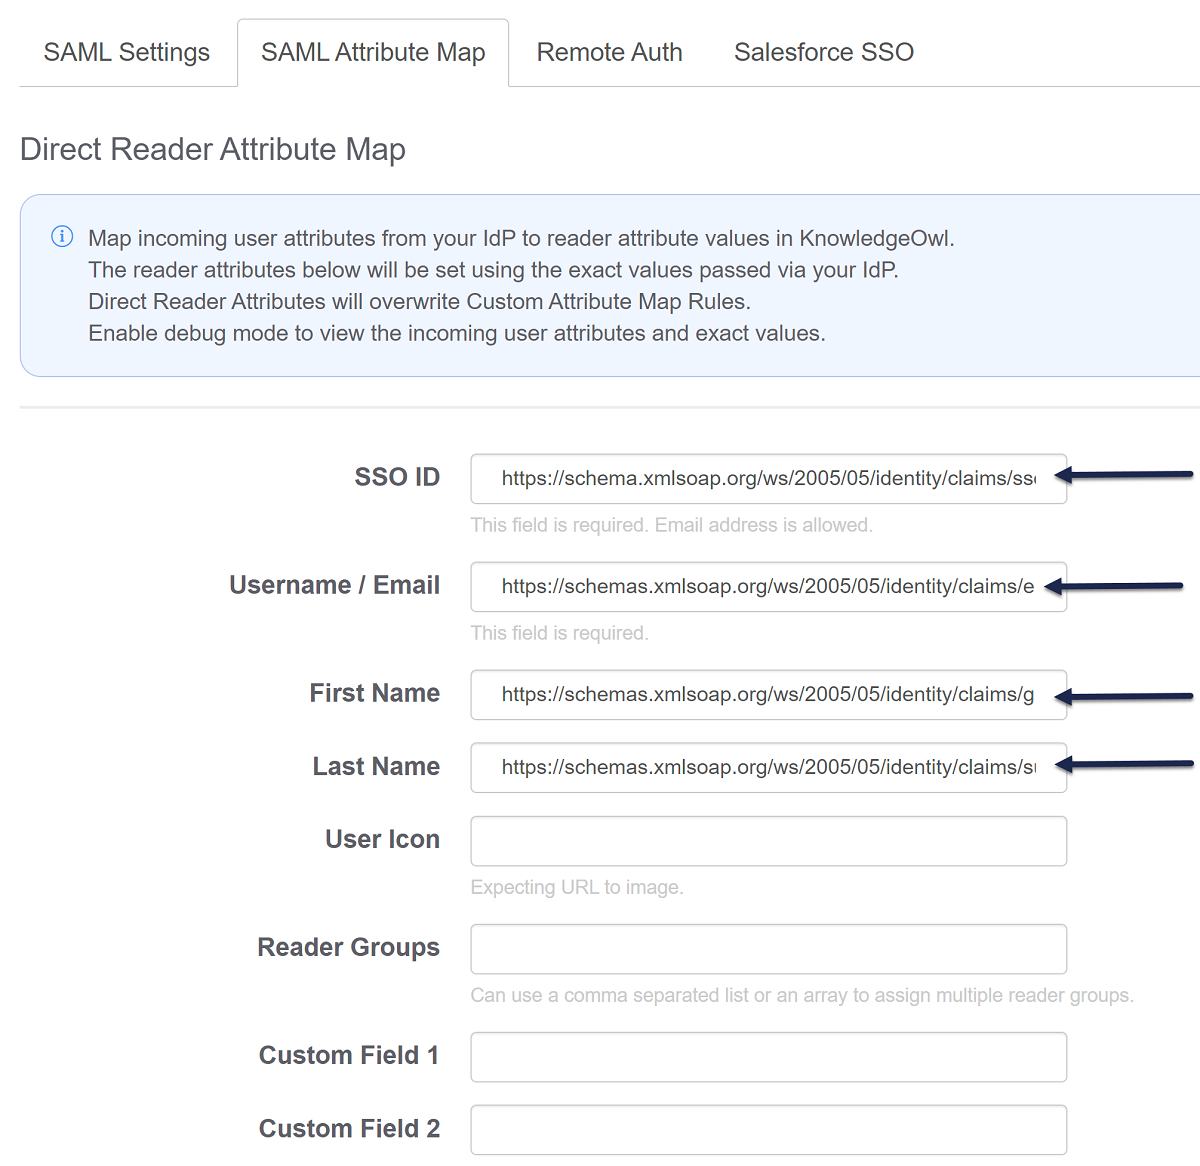 SAML Settings SAML Attribute Map Remote Auth Salesforce SSO
Direct Reader Attribute Map
Map incoming user attributes from your IdP to reader attribute values in KnowledgeOwl.
The reader attributes below will be set using the exact values passed via your IdP.
Direct Reader Attributes will overwrite Custom Attribute Map Rules.
Enable debug mode to view the incoming user attributes and exact values.
SSO ID https://schema.xmlsoap.org/ws/2005/05/identity/claims/sso
This field is required. Email address is allowed.
Username / Email https://schemas.xmlsoap.org/ws/2005/05/identity/claims/e
This field is required.
First Name https://schemas.xmlsoap.org/ws/2005/05/identity/claims/g
Last Name https://schemas.xmlsoap.org/ws/2005/05/identity/claims/su
User Icon
Expecting URL to image.
Reader Groups
Can use a comma separated list or an array to assign multiple reader groups.
Custom Field 1
Custom Field 2